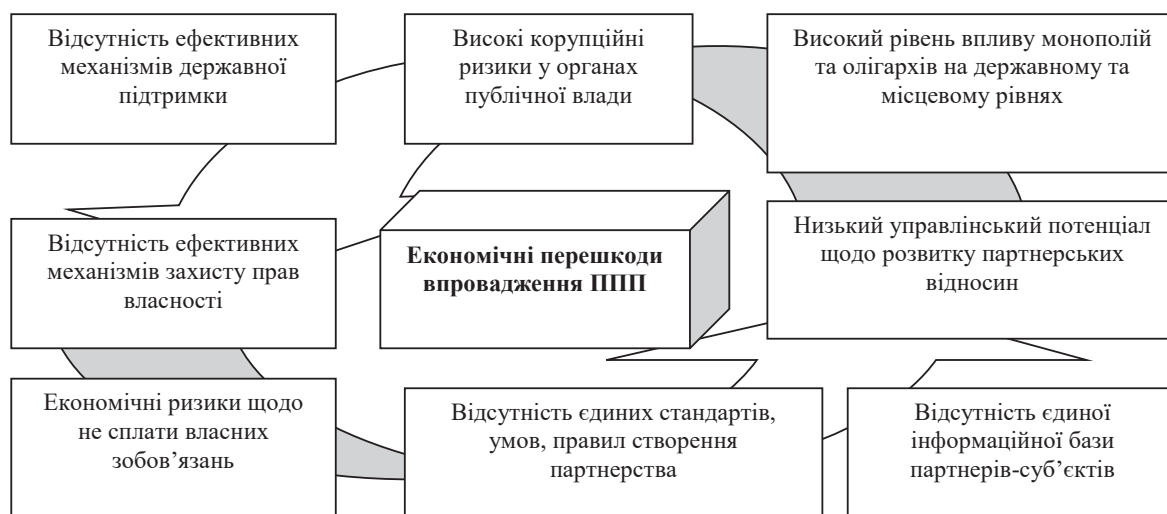 Відсутність ефективних
механізмів державної
підтримки
Високі корупційні
ризики у органах
публічної влади
Високий рівень впливу монополій
та олігархів на державному та
місцевому рівнях
Відсутність ефективних
механізмів захисту прав
власності
Економічні перешкоди
впровадження ППП
Низький управлінський потенціал
щодо розвитку партнерських
відносин
Економічні ризики щодо
не сплати власних
зобов’язань
Відсутність єдиних стандартів,
умов, правил створення
партнерства
Відсутність єдиної
інформаційної бази
партнерів-суб’єктів